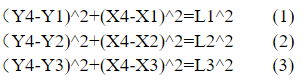 （Y4-Y1)^2+(X4-X1)^2=L1^2 (1)
（Y4-Y2)^2+(X4-X2)^2=L2^2 (2)
（Y4-Y3)^2+(X4-X3)^2=L3^2 (3)